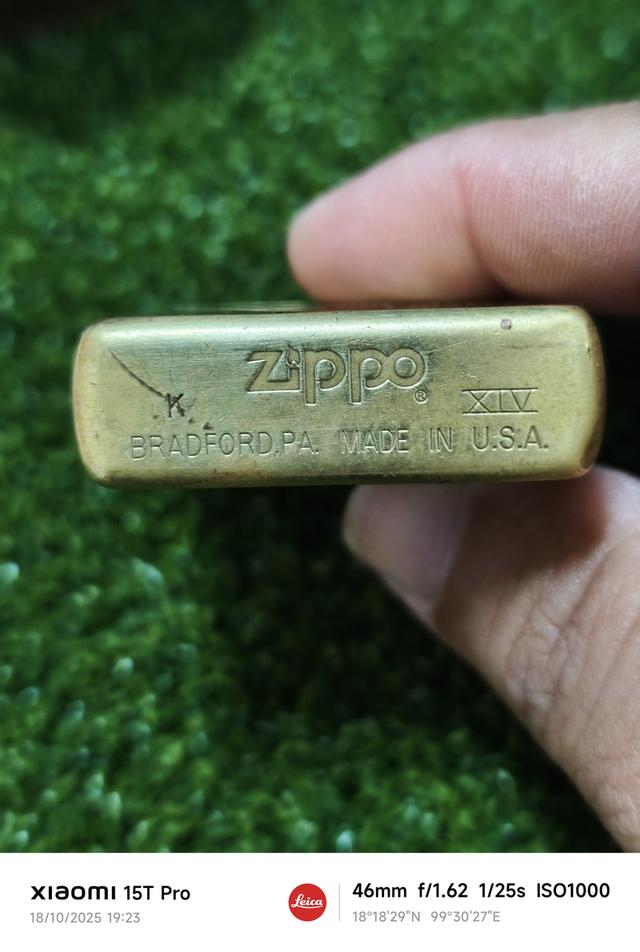 zippo®
K XIV
BRADFORD, PA. MADE IN U.S.A.
XIAOMI 15T Pro
18/10/2025 19:23
Leica
46mm f/1.62 1/25s ISO1000
18°18'29"N 99°30'27"E